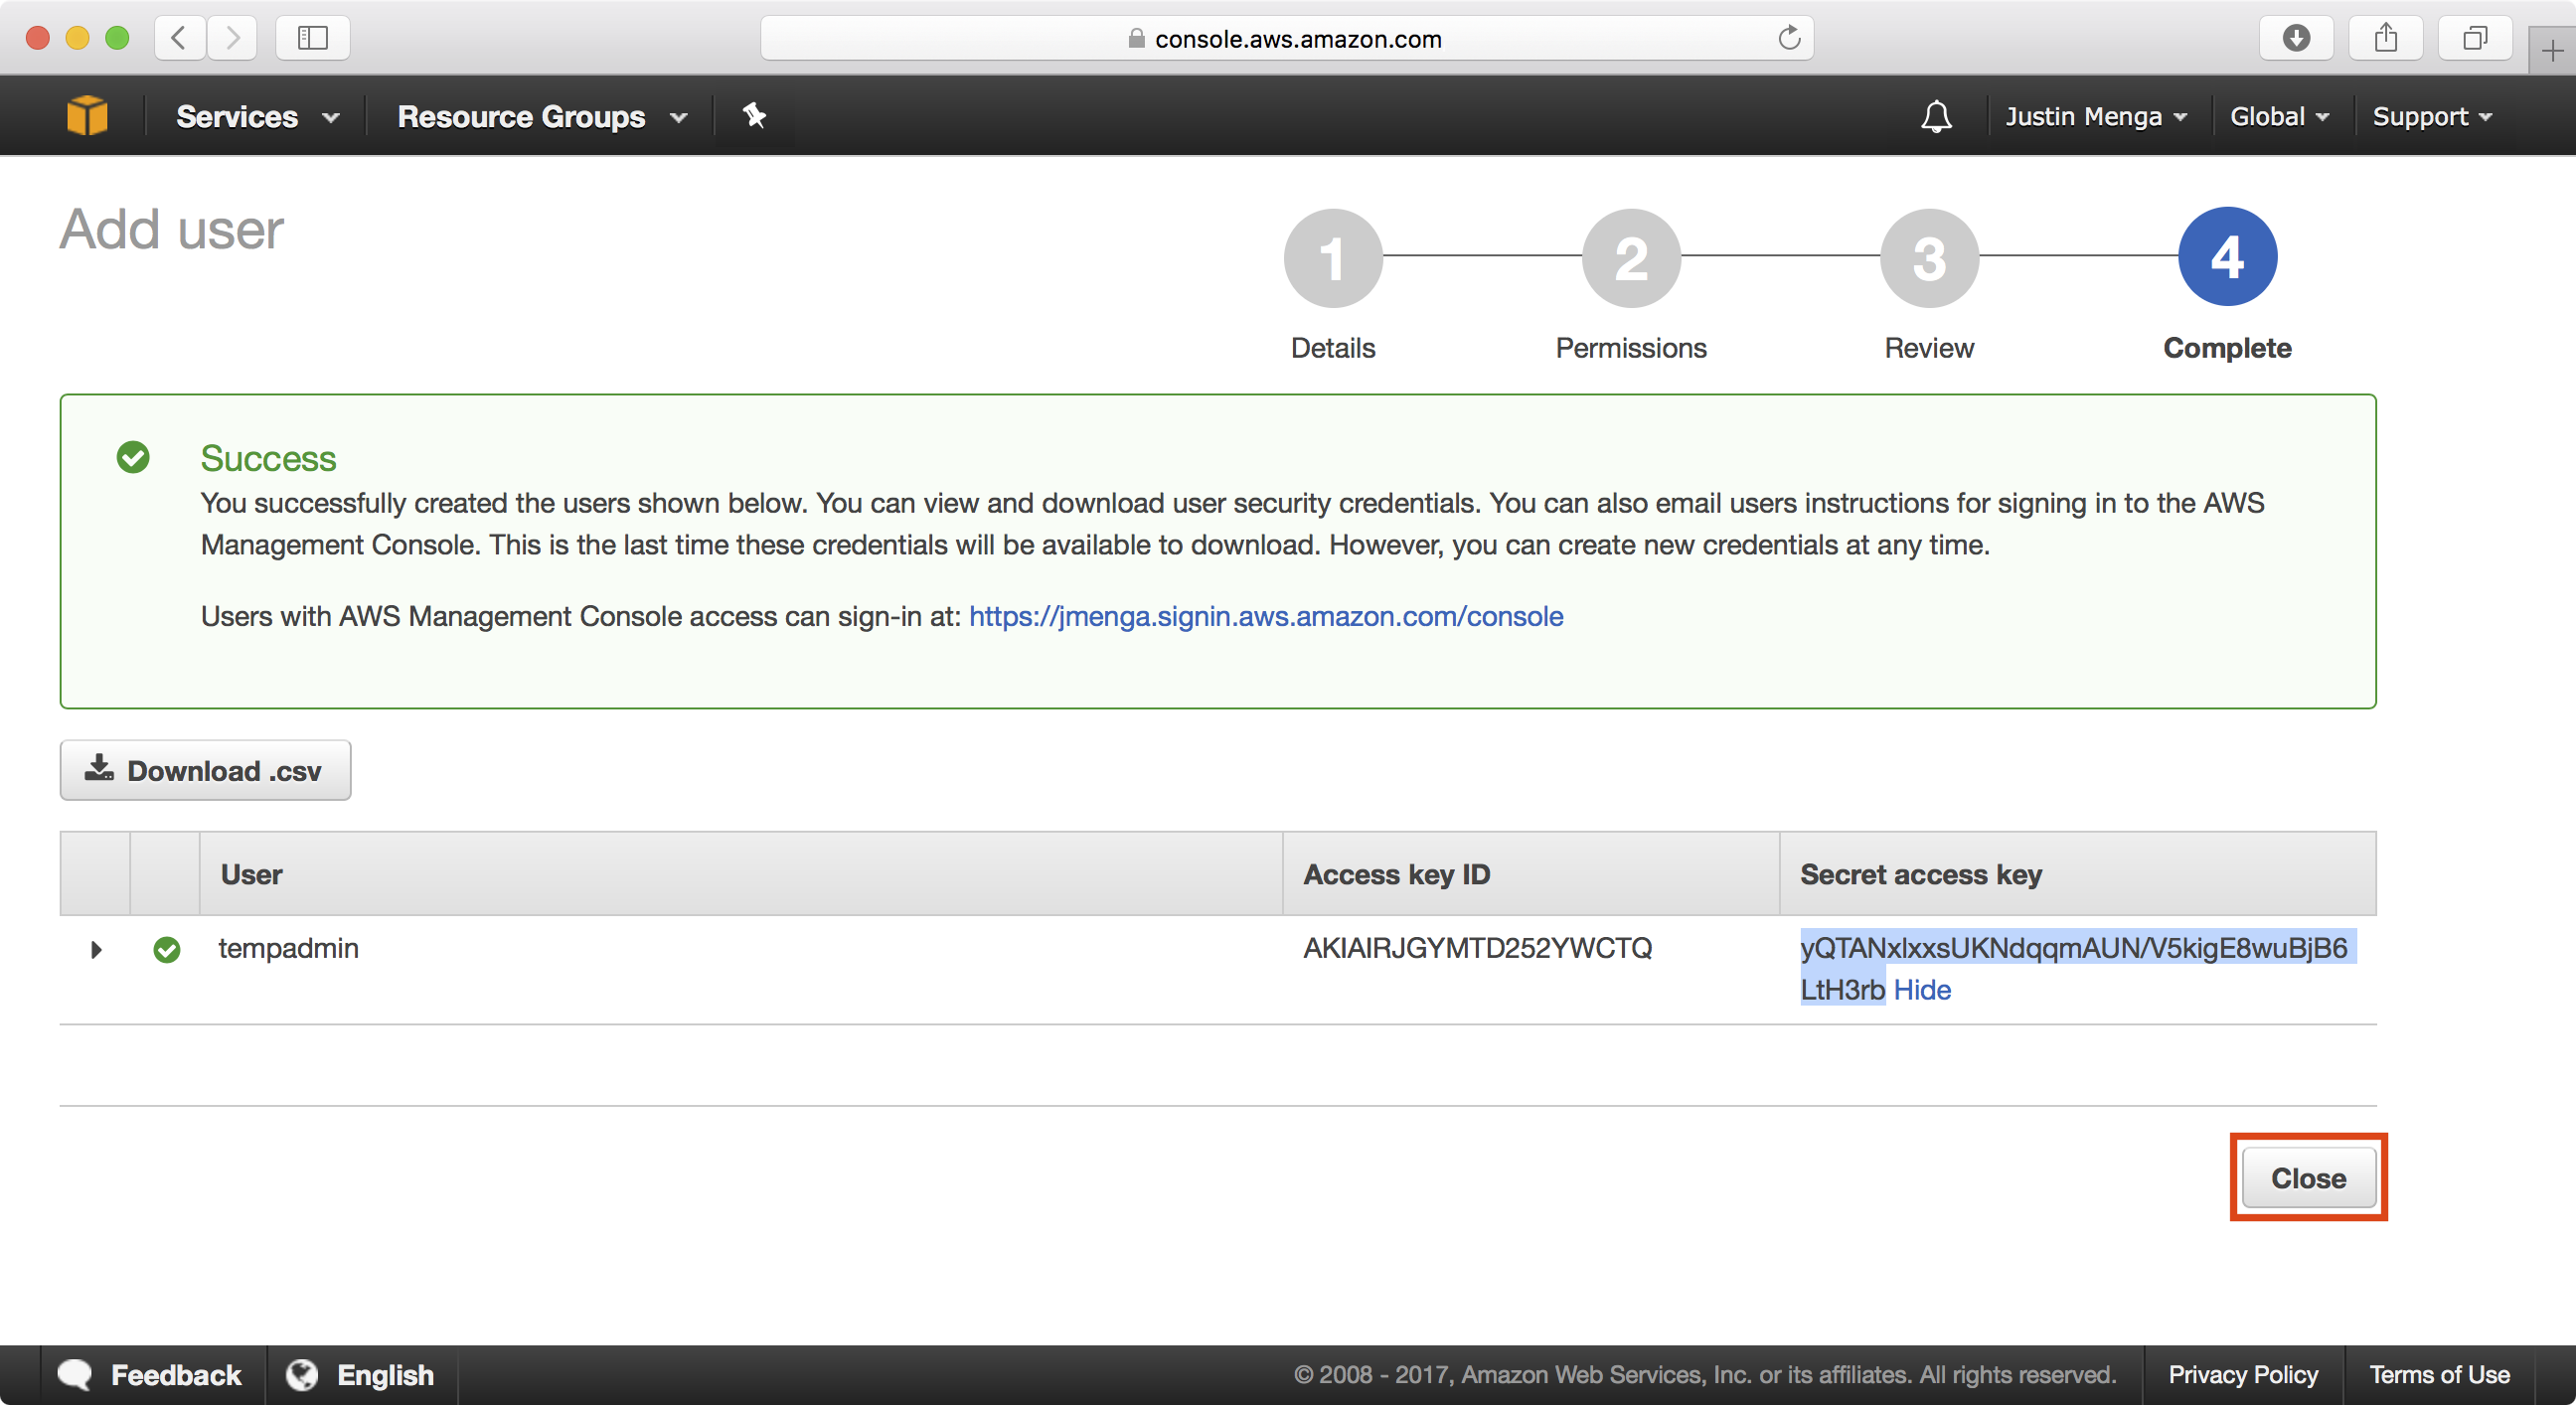 console.aws.amazon.com
Services
Resource Groups
Justin Menga
Global
Support
Add user
1
2
3
4
Details
Permissions
Review
Complete
Success
You successfully created the users shown below. You can view and download user security credentials. You can also email users instructions for signing in to the AWS
Management Console. This is the last time these credentials will be available to download. However, you can create new credentials at any time.
Users with AWS Management Console access can sign-in at: https://jmenga.signin.aws.amazon.com/console
Download .csv
User
Access key ID
Secret access key
tempadmin
AKIAIRJGYMTD252YWCTQ
LtH3rb Hide
Close
Feedback
English
© 2008 - 2017, Amazon Web Services, Inc. or its affiliates. All rights reserved.
Privacy Policy
Terms of Use